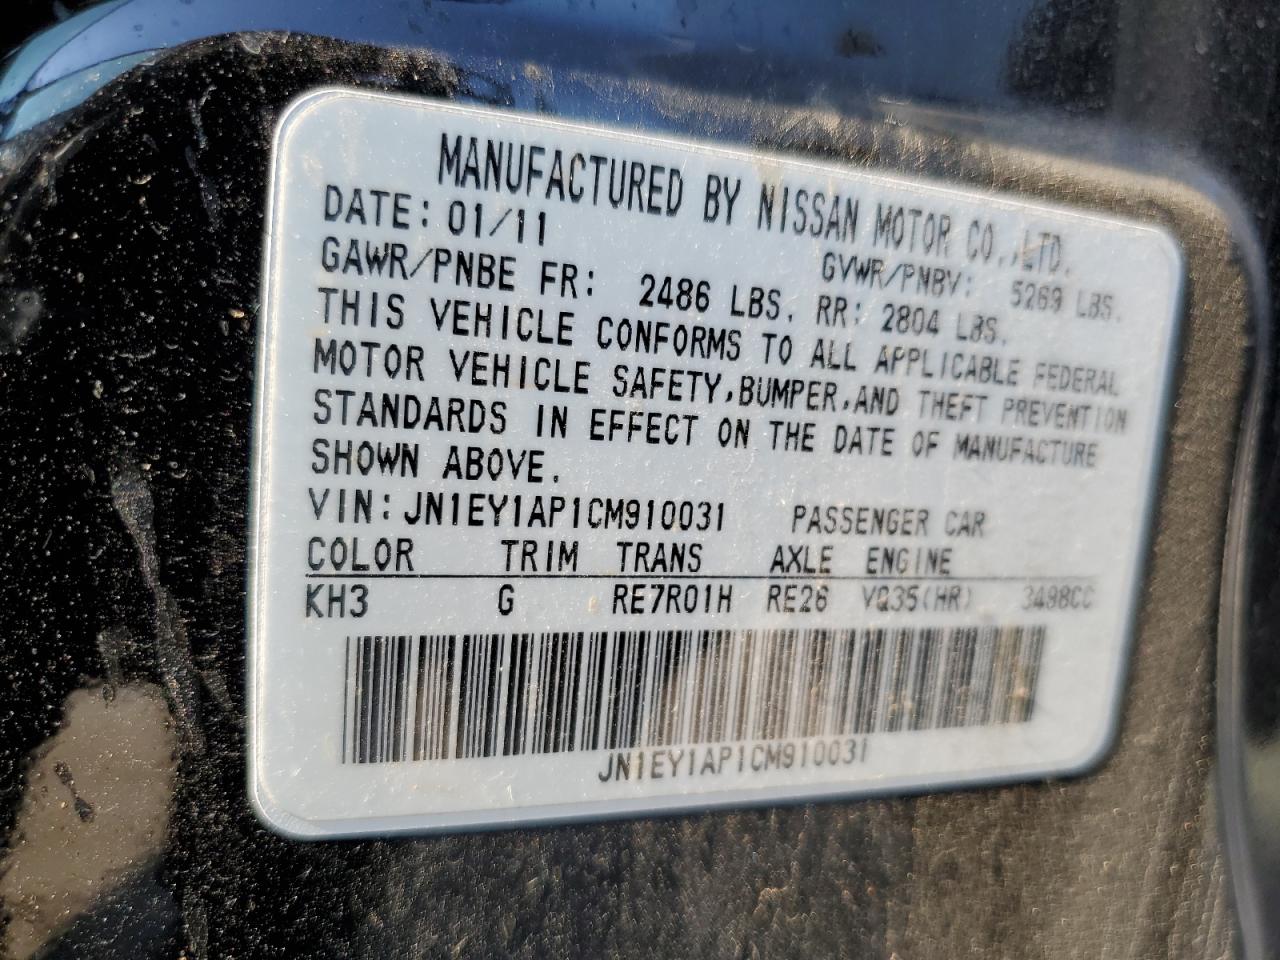 MANUFACTURED BY NISSAN MOTOR CO.,LTD.
DATE: 01/11 GVWR/PNBV: 5269 LBS.
GAWR/PNBE FR: 2486 LBS. RR: 2804 LBS.
THIS VEHICLE CONFORMS TO ALL APPLICABLE FEDERAL
MOTOR VEHICLE SAFETY,BUMPER,AND THEFT PREVENTION
STANDARDS IN EFFECT ON THE DATE OF MANUFACTURE
SHOWN ABOVE.
VIN: JN1EY1AP1CM910031 PASSENGER CAR
COLOR TRIM TRANS AXLE ENGINE
KH3 G RE7R01H RE26 VQ35(HR) 3498CC
JN1EY1AP1CM910031